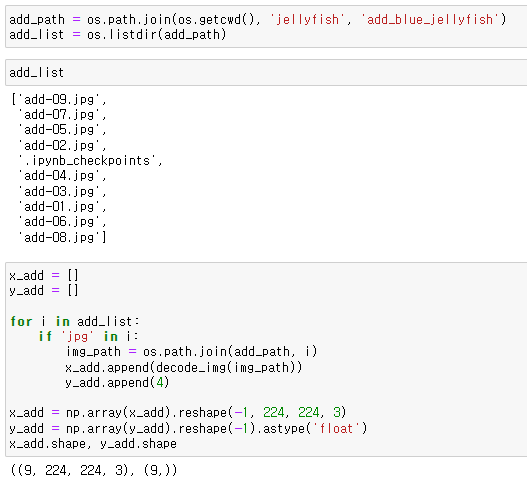 add_path = os.path.join(os.getcwd(), 'jellyfish', 'add_blue_jellyfish')
add_list = os.listdir(add_path)
add_list
['add-09.jpg',
 'add-07.jpg',
 'add-05.jpg',
 'add-02.jpg',
 '.ipynb_checkpoints',
 'add-04.jpg',
 'add-03.jpg',
 'add-01.jpg',
 'add-06.jpg',
 'add-08.jpg']
x_add = []
y_add = []
for i in add_list:
    if 'jpg' in i:
        img_path = os.path.join(add_path, i)
        x_add.append(decode_img(img_path))
        y_add.append(4)
x_add = np.array(x_add).reshape(-1, 224, 224, 3)
y_add = np.array(y_add).reshape(-1).astype('float')
x_add.shape, y_add.shape
((9, 224, 224, 3), (9,))